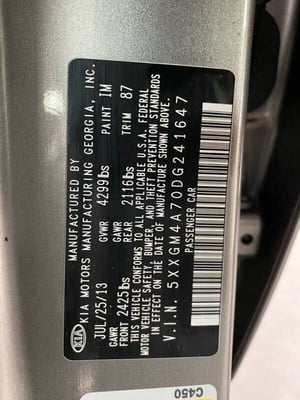 KIA
MANUFACTURED BY
KIA MOTORS MANUFACTURING GEORGIA, INC.
JUL/25/13 GVWR 4299lbs PAINT IM
GAWR FRONT 2425lbs GAWR REAR 2116lbs TRIM 87
THIS VEHICLE CONFORMS TO ALL APPLICABLE U.S.A. FEDERAL
MOTOR VEHICLE SAFETY, BUMPER, AND THEFT PREVENTION STANDARDS
IN EFFECT ON THE DATE OF MANUFACTURE SHOWN ABOVE.
V.I.N. 5XXGM4A70DG241647
PASSENGER CAR
C450